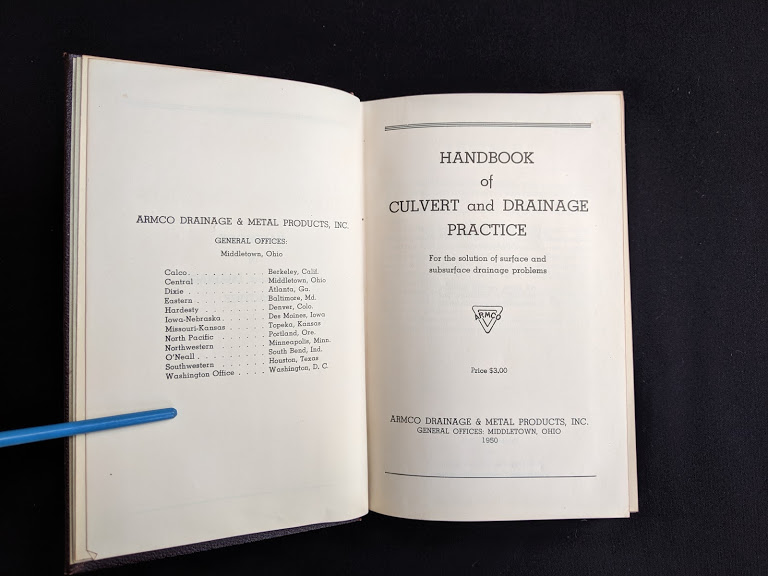 ARMCO DRAINAGE & METAL PRODUCTS, INC.
GENERAL OFFICES:
Middletown, Ohio
Calco . . . . . . . . . . Berkeley, Calif.
Central . . . . . . . . . Middletown, Ohio
Dixie . . . . . . . . . . Atlanta, Ga.
Eastern . . . . . . . . . Baltimore, Md.
Hardesty . . . . . . . . Denver, Colo.
Iowa-Nebraska . . . . . . Des Moines, Iowa
Missouri-Kansas . . . . . Topeka, Kansas
North Pacific . . . . . . Portland, Ore.
Northwestern . . . . . . Minneapolis, Minn.
O'Neall . . . . . . . . . South Bend, Ind.
Southwestern . . . . . . Houston, Texas
Washington Office . . . . Washington, D. C.
HANDBOOK
of
CULVERT and DRAINAGE
PRACTICE
For the solution of surface and
subsurface drainage problems
ARMCO
Price $3.00
ARMCO DRAINAGE & METAL PRODUCTS, INC.
GENERAL OFFICES: MIDDLETOWN, OHIO
1950